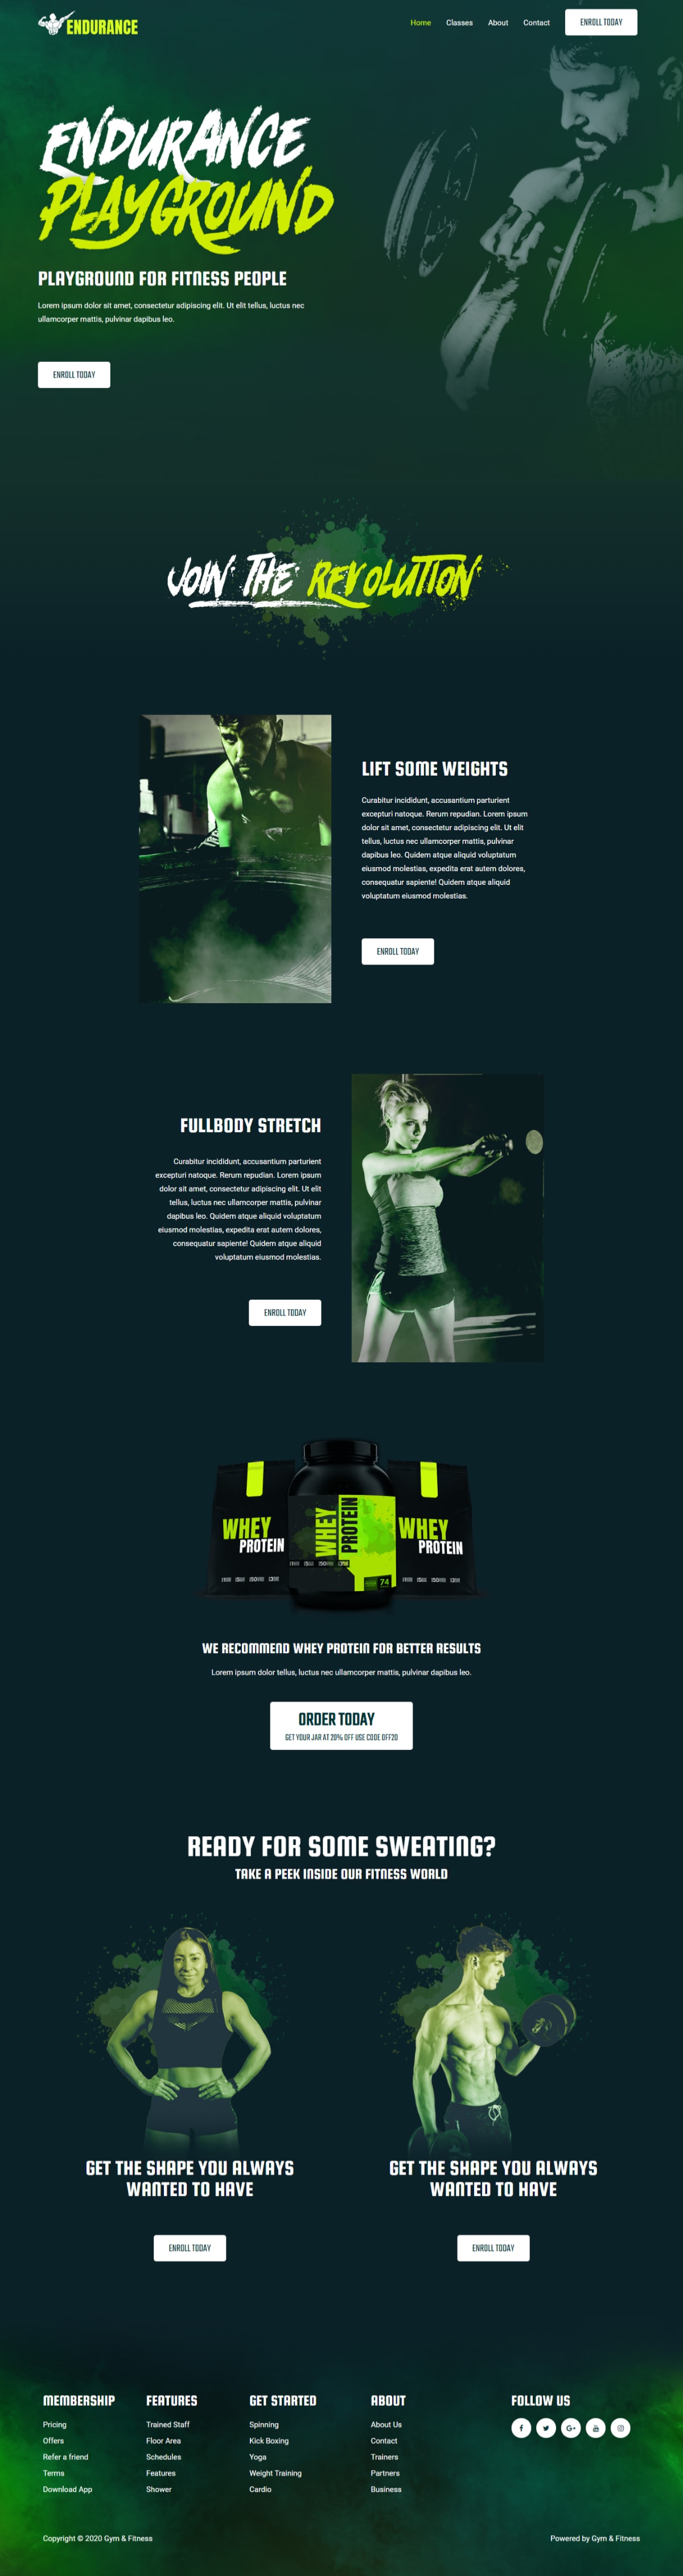 ENDURANCE
Home Classes About Contact ENROLL TODAY
ENDURANCE
PLAYGROUND
PLAYGROUND FOR FITNESS PEOPLE
Lorem ipsum dolor sit amet, consectetur adipiscing elit. Ut elit tellus, luctus nec
ullamcorper mattis, pulvinar dapibus leo.
ENROLL TODAY
JOIN THE REVOLUTION
LIFT SOME WEIGHTS
Curabitur incididunt, accusantium parturient
excepturi natoque. Rerum repudian. Lorem ipsum
dolor sit amet, consectetur adipiscing elit. Ut elit
tellus, luctus nec ullamcorper mattis, pulvinar
dapibus leo. Quidem atque aliquid voluptatum
eiusmod molestias, expedita erat autem dolores,
consequatur sapiente! Quidem atque aliquid
voluptatum eiusmod molestias.
ENROLL TODAY
FULLBODY STRETCH
Curabitur incididunt, accusantium parturient
excepturi natoque. Rerum repudian. Lorem ipsum
dolor sit amet, consectetur adipiscing elit. Ut elit
tellus, luctus nec ullamcorper mattis, pulvinar
dapibus leo. Quidem atque aliquid voluptatum
eiusmod molestias, expedita erat autem dolores,
consequatur sapiente! Quidem atque aliquid
voluptatum eiusmod molestias.
ENROLL TODAY
WHEY
PROTEIN
WHEY
PROTEIN
74
WHEY
PROTEIN
WE RECOMMEND WHEY PROTEIN FOR BETTER RESULTS
Lorem ipsum dolor tellus, luctus nec ullamcorper mattis, pulvinar dapibus leo.
ORDER TODAY
GET YOUR JAR AT 20% OFF USE CODE OFF20
READY FOR SOME SWEATING?
TAKE A PEEK INSIDE OUR FITNESS WORLD
GET THE SHAPE YOU ALWAYS
WANTED TO HAVE
ENROLL TODAY
GET THE SHAPE YOU ALWAYS
WANTED TO HAVE
ENROLL TODAY
MEMBERSHIP
Pricing
Offers
Refer a friend
Terms
Download App
FEATURES
Trained Staff
Floor Area
Schedules
Features
Shower
GET STARTED
Spinning
Kick Boxing
Yoga
Weight Training
Cardio
ABOUT
About Us
Contact
Trainers
Partners
Business
FOLLOW US
Copyright © 2020 Gym & Fitness
Powered by Gym & Fitness